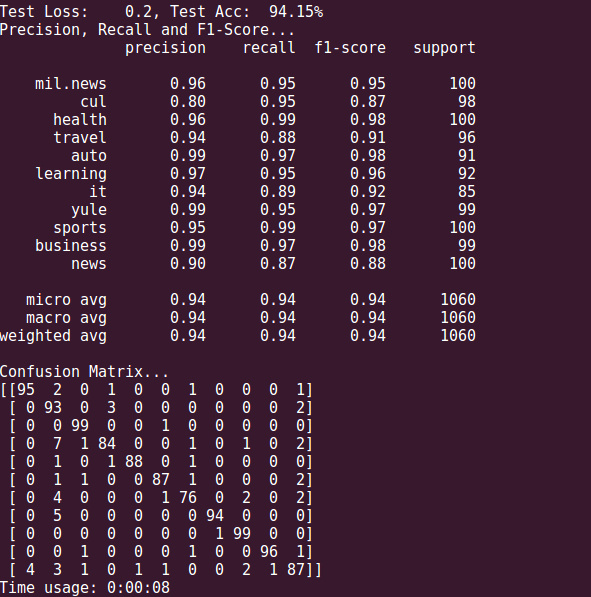 Test Loss:    0.2, Test Acc:  94.15%
Precision, Recall and F1-Score...
              precision    recall  f1-score   support

    mil.news       0.96      0.95      0.95       100
         cul       0.80      0.95      0.87        98
      health       0.96      0.99      0.98       100
      travel       0.94      0.88      0.91        96
        auto       0.99      0.97      0.98        91
    learning       0.97      0.95      0.96        92
          it       0.94      0.89      0.92        85
        yule       0.99      0.95      0.97        99
      sports       0.95      0.99      0.97       100
    business       0.99      0.97      0.98        99
        news       0.90      0.87      0.88       100

   micro avg       0.94      0.94      0.94      1060
   macro avg       0.94      0.94      0.94      1060
weighted avg       0.94      0.94      0.94      1060

Confusion Matrix...
[[95  2  0  1  0  0  1  0  0  0  1]
 [ 0 93  0  3  0  0  0  0  0  0  2]
 [ 0  0 99  0  0  0  1  0  0  0  0]
 [ 0  7  1 84  0  0  1  0  1  0  2]
 [ 0  1  0  1 88  0  1  0  0  0  0]
 [ 0  1  1  0  0 87  1  0  0  0  2]
 [ 0  4  0  0  0  1 76  0  2  0  2]
 [ 0  5  0  0  0  0  0 94  0  0  0]
 [ 0  0  0  0  0  0  0  1 99  0  0]
 [ 0  0  1  0  0  0  1  0  0 96  1]
 [ 4  3  1  0  1  1  0  0  2  1 87]]
Time usage: 0:00:08